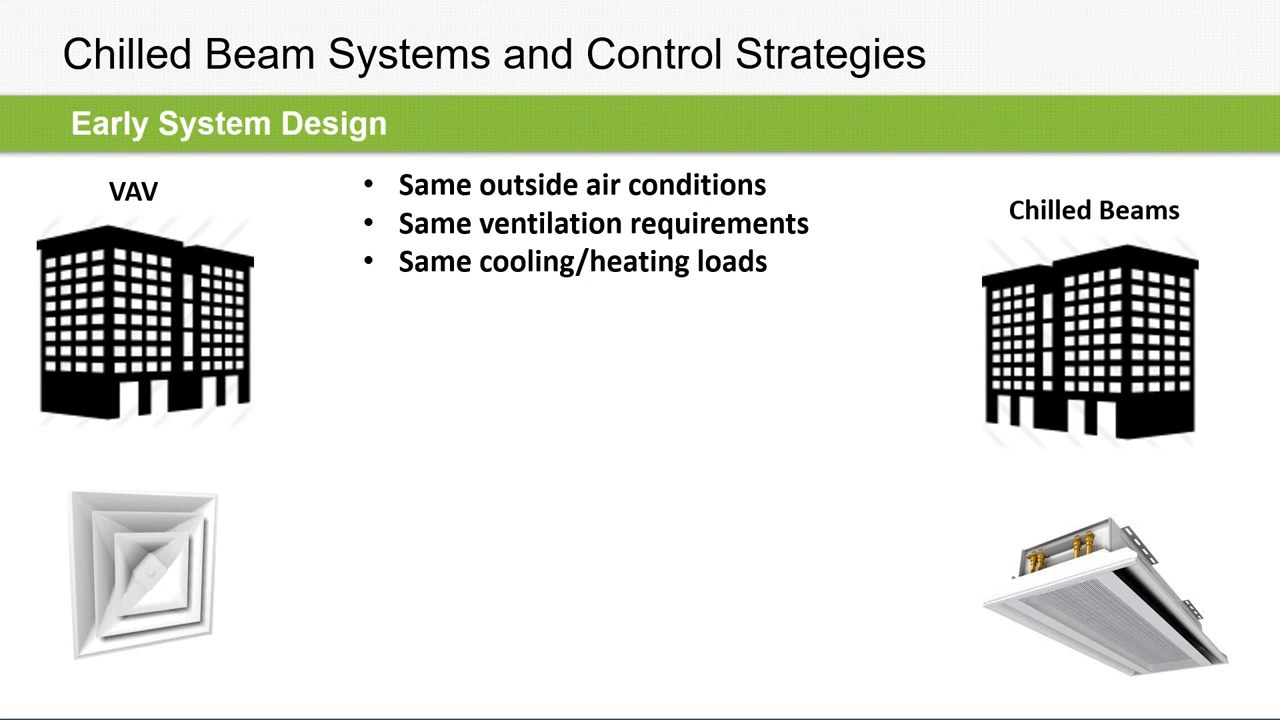 Chilled Beam Systems and Control Strategies
Early System Design
VAV
• Same outside air conditions
• Same ventilation requirements
• Same cooling/heating loads
Chilled Beams